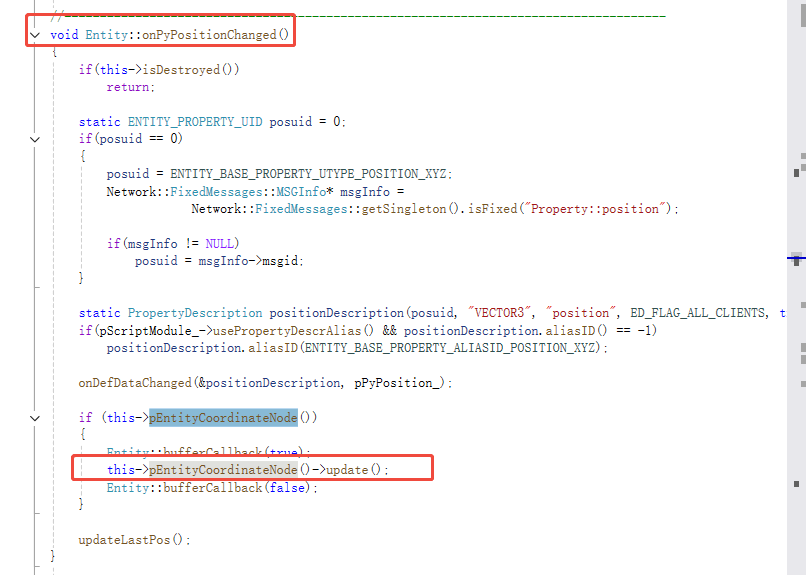 //------------------------------------------------------------------------------------
void Entity::onPyPositionChanged()
{
if(this->isDestroyed())
return;
static ENTITY_PROPERTY_UID posuid = 0;
if(posuid == 0)
{
posuid = ENTITY_BASE_PROPERTY_UTYPE_POSITION_XYZ;
Network::FixedMessages::MSGInfo* msgInfo =
Network::FixedMessages::getSingleton().isFixed("Property::position");
if(msgInfo != NULL)
posuid = msgInfo->msgid;
}
static PropertyDescription positionDescription(posuid, "VECTOR3", "position", ED_FLAG_ALL_CLIENTS, t
if(pScriptModule_->usePropertyDescrAlias() && positionDescription.aliasID() == -1)
positionDescription.aliasID(ENTITY_BASE_PROPERTY_ALIASID_POSITION_XYZ);
onDefDataChanged(&positionDescription, pPyPosition_);
if (this->pEntityCoordinateNode())
{
Entity::bufferCallback(true);
this->pEntityCoordinateNode()->update();
Entity::bufferCallback(false);
}
updateLastPos();
}